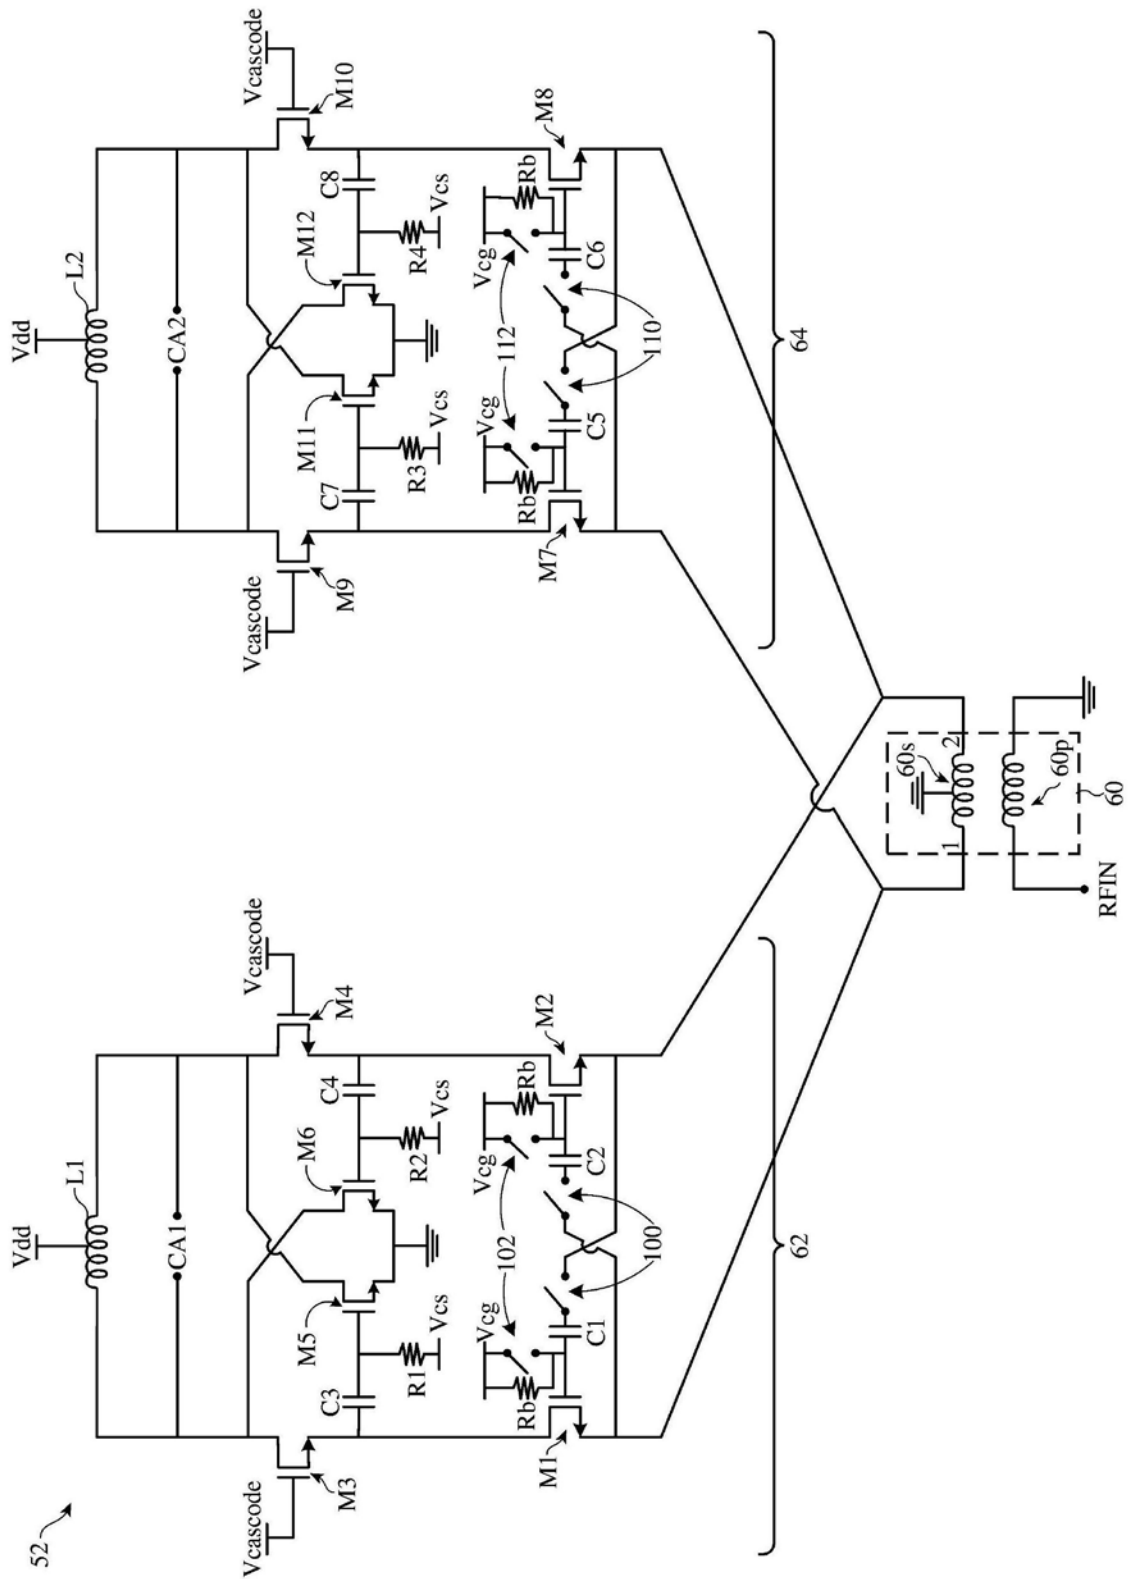 52
Vdd
L1
CA1
Vcascode
Vcascode
M3
M4
M5
M6
C3
C4
R1
R2
Vcs
Vcs
Vcg
Vcg
102
Rb
Rb
M1
M2
C1
C2
100
62
Vdd
L2
CA2
Vcascode
Vcascode
M9
M10
M11
M12
C7
C8
R3
R4
Vcs
Vcs
Vcg
Vcg
112
Rb
Rb
M7
M8
C5
C6
110
64
60s
1
2
60p
60
RFIN